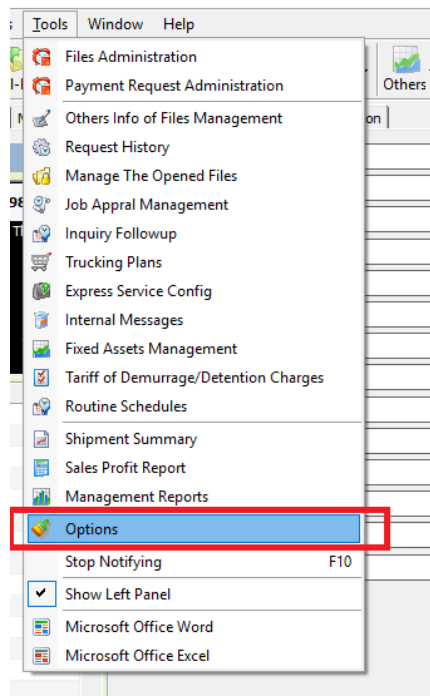 Tools Window Help
Files Administration
Payment Request Administration
Others
Others Info of Files Management
on
Request History
Manage The Opened Files
98
Job Appral Management
Inquiry Followup
Trucking Plans
Express Service Config
Internal Messages
Fixed Assets Management
Tariff of Demurrage/Detention Charges
Routine Schedules
Shipment Summary
Sales Profit Report
Management Reports
Options
Stop Notifying F10
Show Left Panel
Microsoft Office Word
Microsoft Office Excel